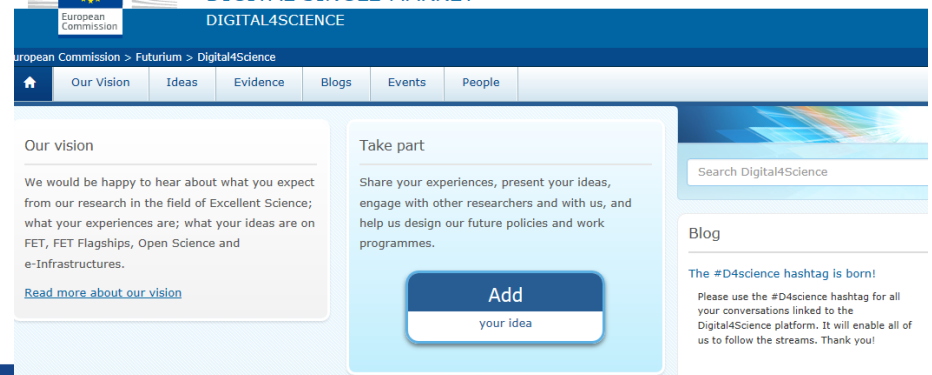 DIGITAL SINGLE MARKET
European
Commission
DIGITAL4SCIENCE
uropean Commission > Futurium > Digital4Science
Our Vision
Ideas
Evidence
Blogs
Events
People
Our vision
We would be happy to hear about what you expect
from our research in the field of Excellent Science;
what your experiences are; what your ideas are on
FET, FET Flagships, Open Science and
e-Infrastructures.
Read more about our vision
Take part
Share your experiences, present your ideas,
engage with other researchers and with us, and
help us design our future policies and work
programmes.
Add
your idea
Search Digital4Science
Blog
The #D4science hashtag is born!
Please use the #D4science hashtag for all
your conversations linked to the
Digital4Science platform. It will enable all of
us to follow the streams. Thank you!